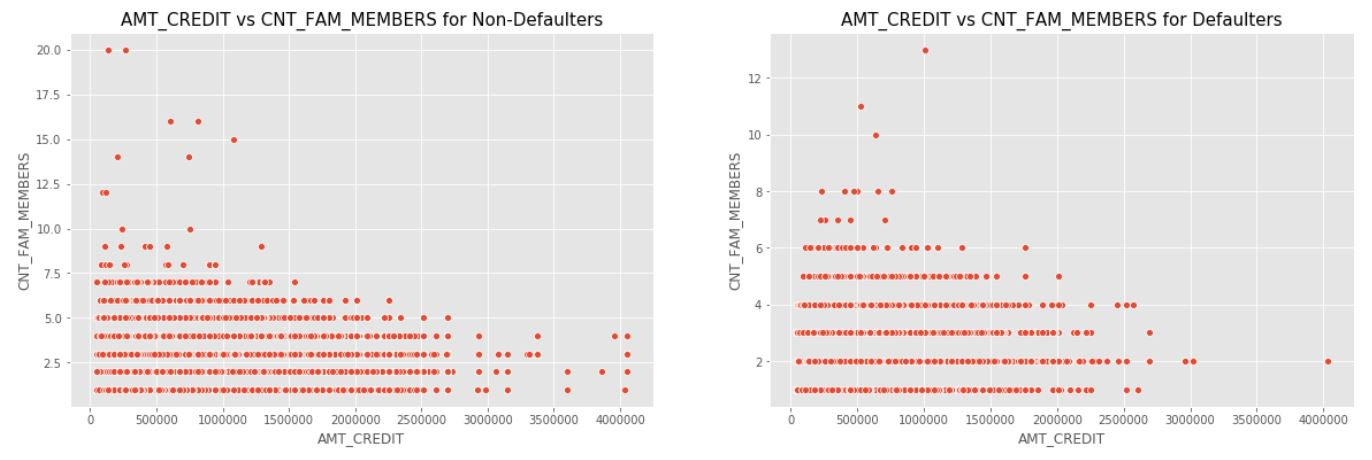 AMT_CREDIT vs CNT_FAM_MEMBERS for Non-Defaulters
20.0
17.5
15.0
12.5
10.0
7.5
5.0
2.5
CNT_FAM_MEMBERS
0 500000 1000000 1500000 2000000 2500000 3000000 3500000 4000000
AMT_CREDIT
AMT_CREDIT vs CNT_FAM_MEMBERS for Defaulters
12
10
8
6
4
2
CNT_FAM_MEMBERS
0 500000 1000000 1500000 2000000 2500000 3000000 3500000 4000000
AMT_CREDIT